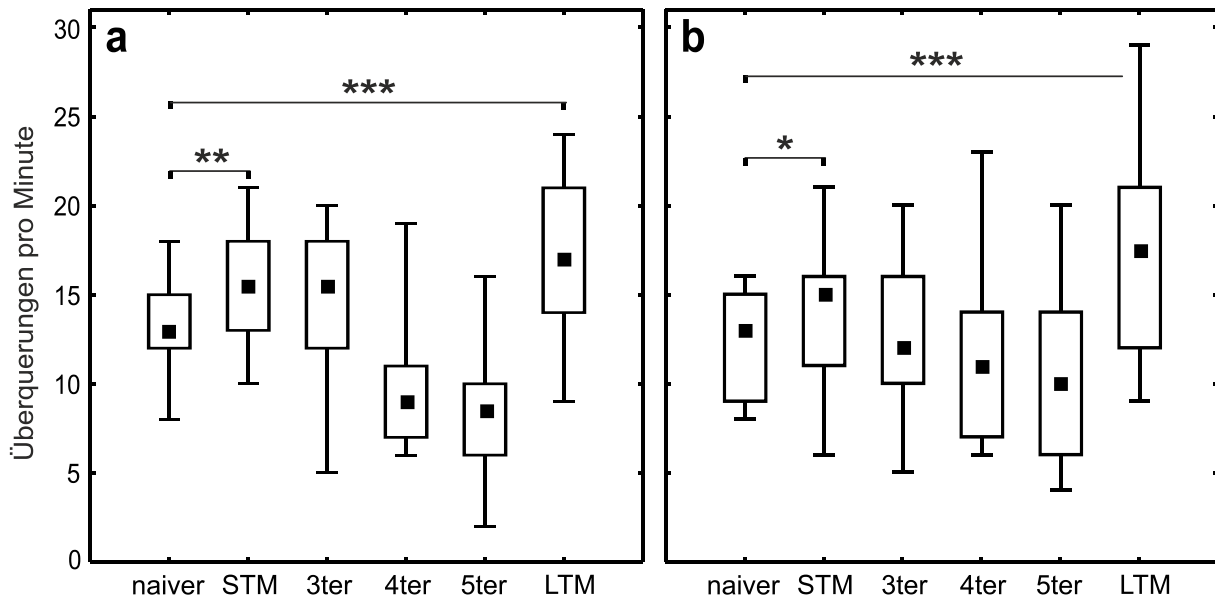 a
b
Überquerungen pro Minute
30
25
20
15
10
5
0
***
**
***
*
naiver STM 3ter 4ter 5ter LTM
naiver STM 3ter 4ter 5ter LTM